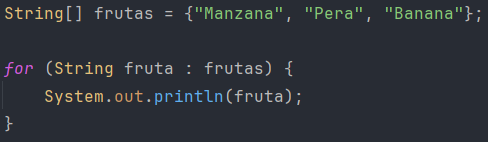 String[] frutas = {"Manzana", "Pera", "Banana"};
for (String fruta : frutas) {
    System.out.println(fruta);
}